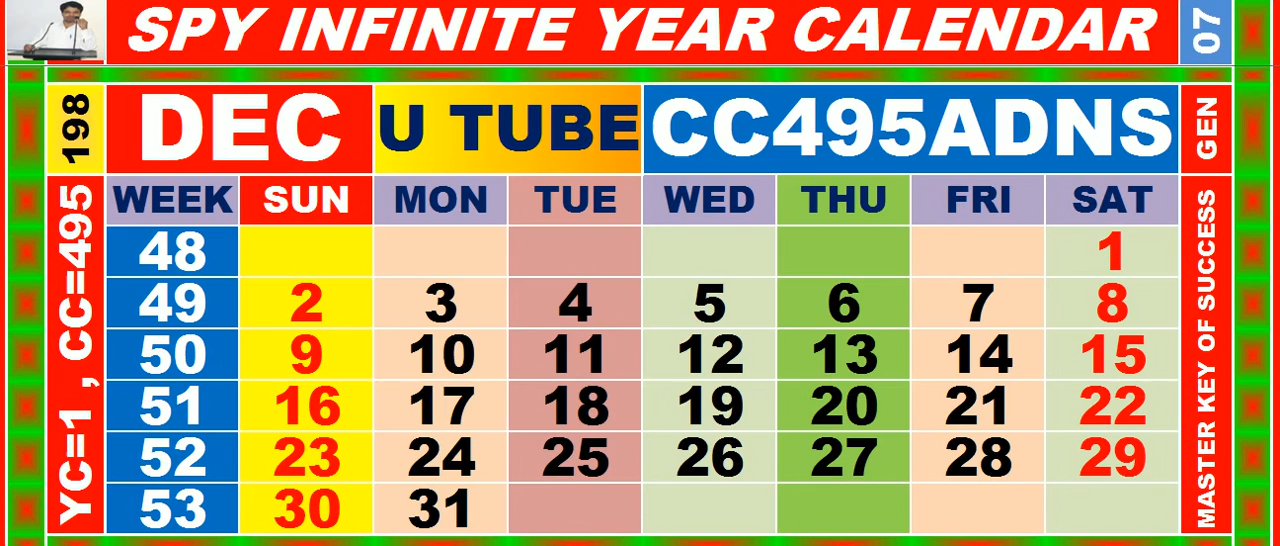 SPY INFINITE YEAR CALENDAR
07
198
DEC U TUBE CC495ADNS
GEN
YC=1 , CC=495
WEEK SUN MON TUE WED THU FRI SAT
48 1
49 2 3 4 5 6 7 8
50 9 10 11 12 13 14 15
51 16 17 18 19 20 21 22
52 23 24 25 26 27 28 29
53 30 31
MASTER KEY OF SUCCESS